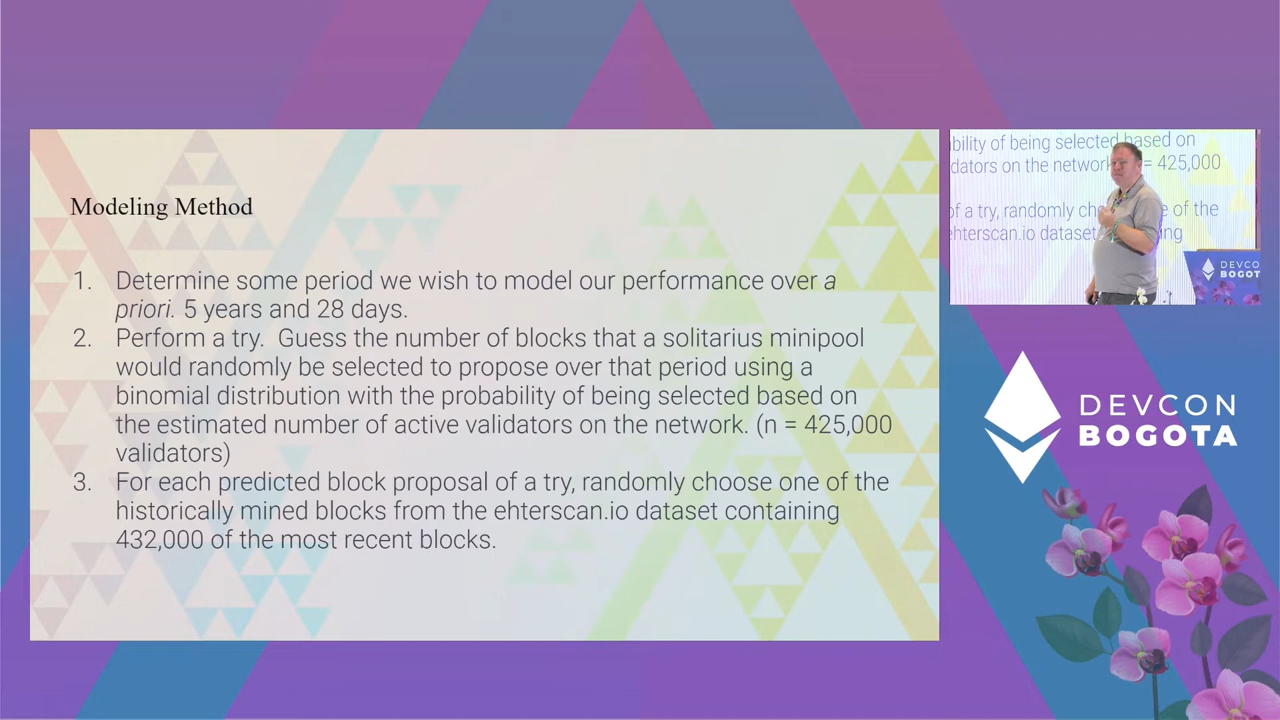 Modeling Method
1. Determine some period we wish to model our performance over a
priori. 5 years and 28 days.
2. Perform a try. Guess the number of blocks that a solitarius minipool
would randomly be selected to propose over that period using a
binomial distribution with the probability of being selected based on
the estimated number of active validators on the network. (n = 425,000
validators)
3. For each predicted block proposal of a try, randomly choose one of the
historically mined blocks from the ehterscan.io dataset containing
432,000 of the most recent blocks.
bility of being selected based on
dators on the network = 425,000
of a try, randomly ch e of the
ehterscan.io dataset ing
DEVCO
BOGOT
DEVCON
BOGOTA